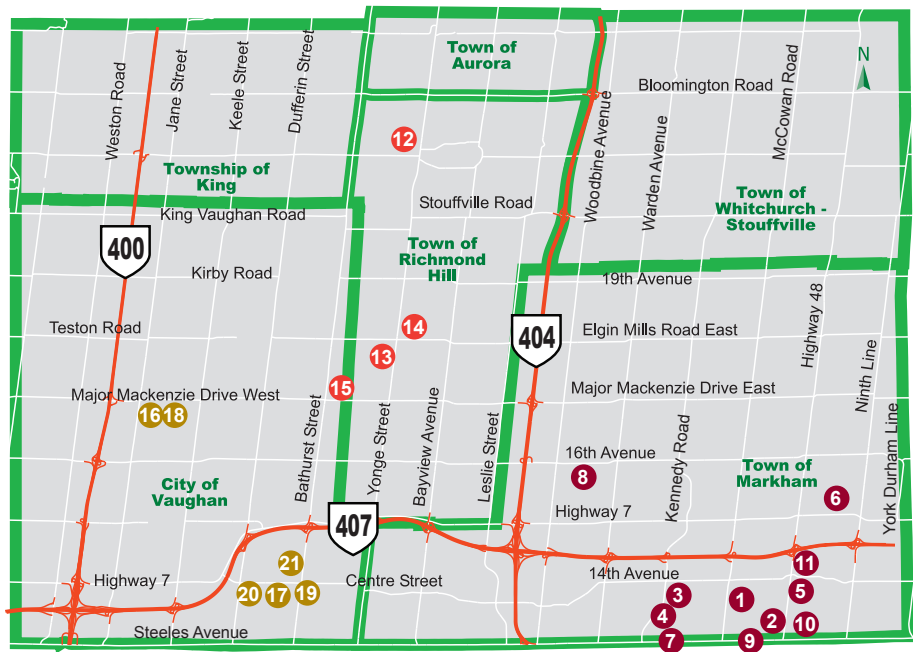 Town of
Aurora
N
Weston Road
Jane Street
Keele Street
Dufferin Street
Bloomington Road
McCowan Road
Woodbine Avenue
Warden Avenue
12
Township of
King
King Vaughan Road
Stouffville Road
Town of
Whitchurch -
Stouffville
400
Kirby Road
Town of
Richmond
Hill
19th Avenue
Teston Road
14
13
404
Elgin Mills Road East
Highway 48
Ninth Line
15
Major Mackenzie Drive West
16
18
Major Mackenzie Drive East
Bathurst Street
Yonge Street
Bayview Avenue
Leslie Street
16th Avenue
8
Kennedy Road
Town of
Markham
York Durham Line
City of
Vaughan
407
Highway 7
6
21
Highway 7
Centre Street
14th Avenue
11
20
17
19
3
1
5
4
2
10
Steeles Avenue
7
9